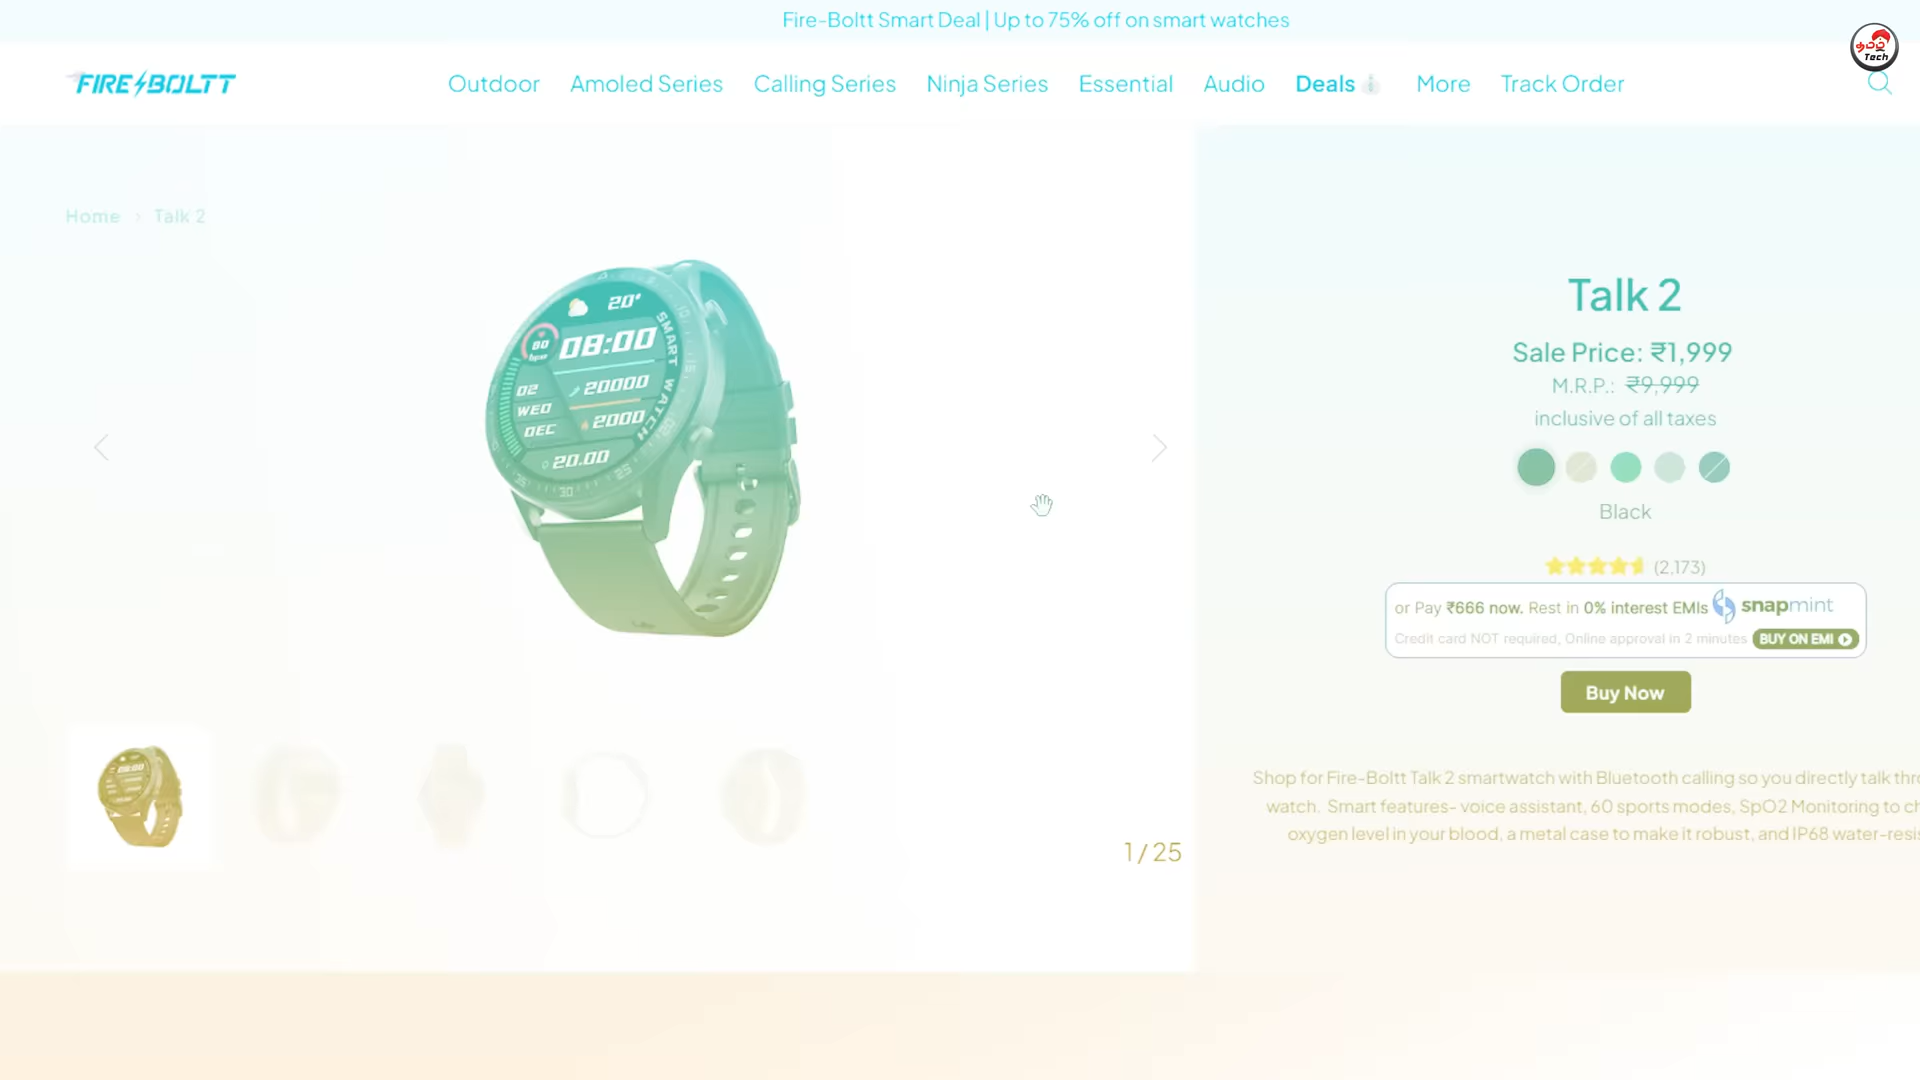 Fire-Boltt Smart Deal | Up to 75% off on smart watches
தமிழ்
Tech
FIRE BOLTT
Outdoor Amoled Series Calling Series Ninja Series Essential Audio Deals More Track Order
Home > Talk 2
20°
80
08:00
SMART WATCH
02
20000
WED
2000
DEC
20.00
Talk 2
Sale Price: ₹1,999
M.R.P.: ₹9,999
inclusive of all taxes
Black
(2,173)
or Pay ₹666 now. Rest in 0% interest EMIs snapmint
Credit card NOT required, Online approval in 2 minutes BUY ON EMI
Buy Now
Shop for Fire-Boltt Talk 2 smartwatch with Bluetooth calling so you directly talk thr
watch. Smart features- voice assistant, 60 sports modes, SpO2 Monitoring to ch
oxygen level in your blood, a metal case to make it robust, and IP68 water-resis
1 / 25